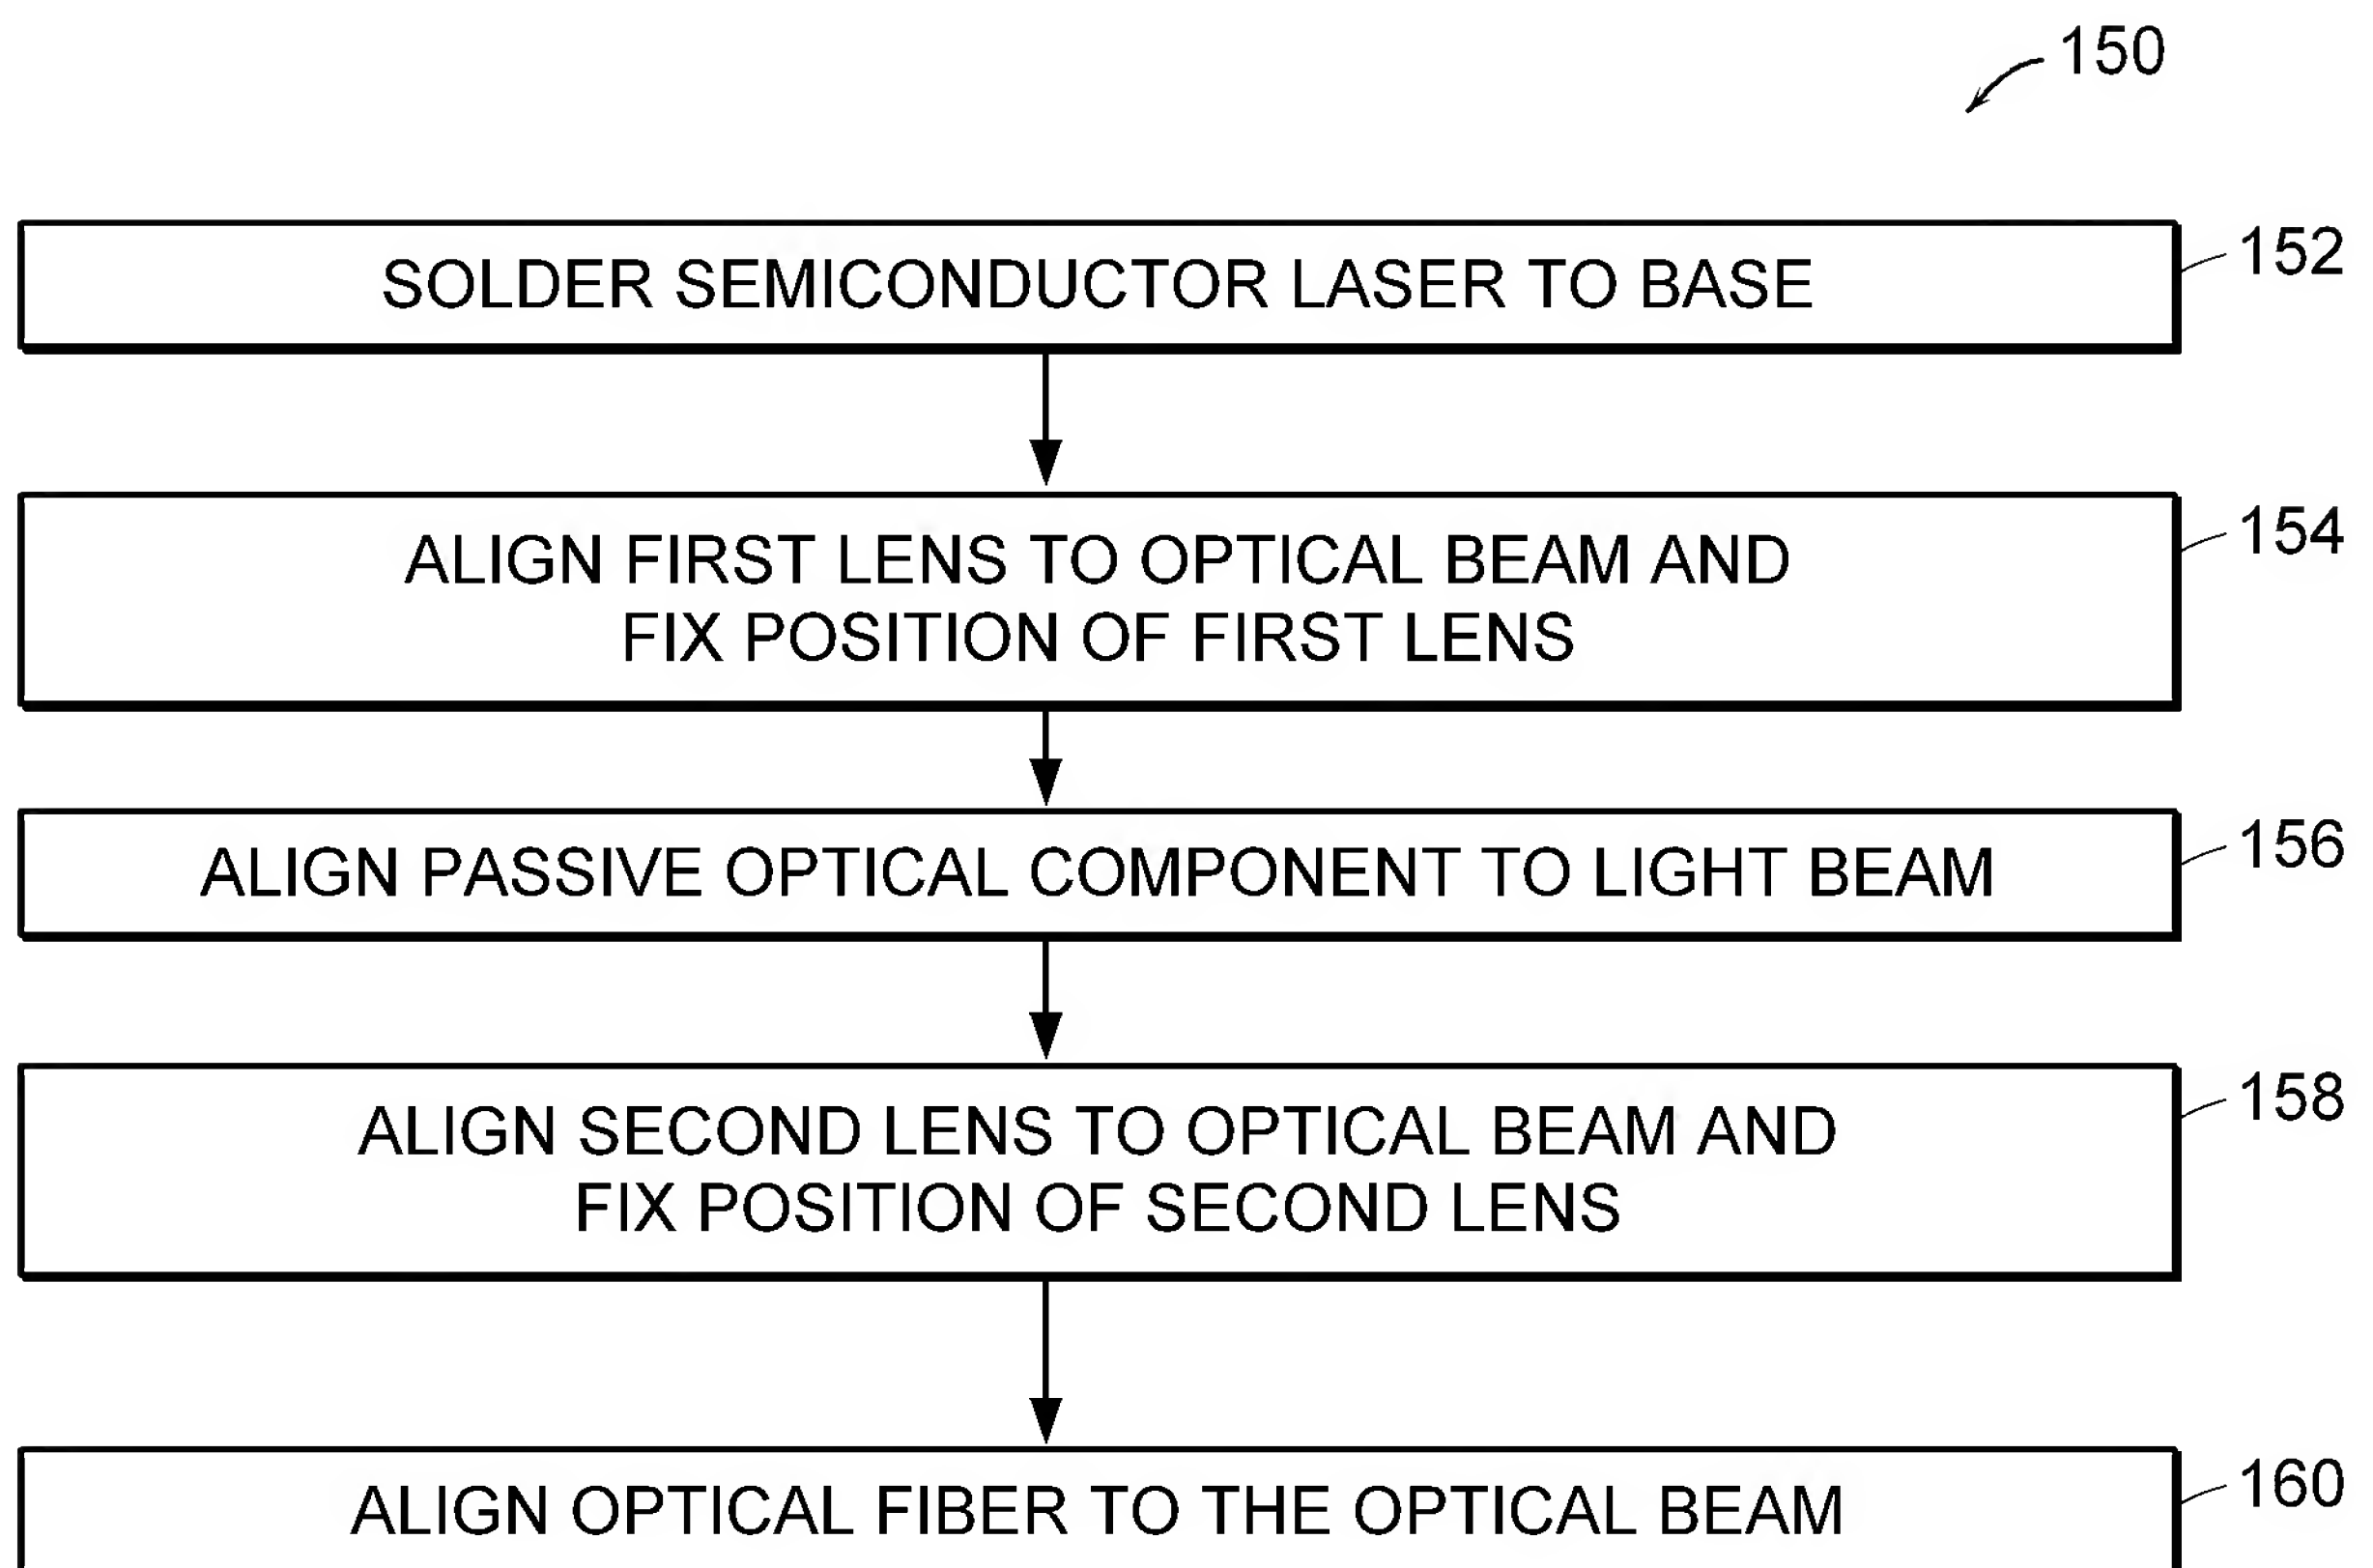 150
SOLDER SEMICONDUCTOR LASER TO BASE
152
ALIGN FIRST LENS TO OPTICAL BEAM AND
FIX POSITION OF FIRST LENS
154
ALIGN PASSIVE OPTICAL COMPONENT TO LIGHT BEAM
156
ALIGN SECOND LENS TO OPTICAL BEAM AND
FIX POSITION OF SECOND LENS
158
ALIGN OPTICAL FIBER TO THE OPTICAL BEAM
160